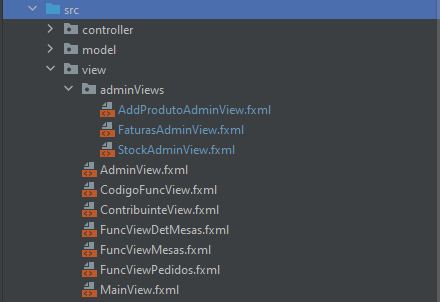 src
controller
model
view
adminViews
AddProdutoAdminView.fxml
FaturasAdminView.fxml
StockAdminView.fxml
AdminView.fxml
CodigoFuncView.fxml
ContribuinteView.fxml
FuncViewDetMesas.fxml
FuncViewMesas.fxml
FuncViewPedidos.fxml
MainView.fxml